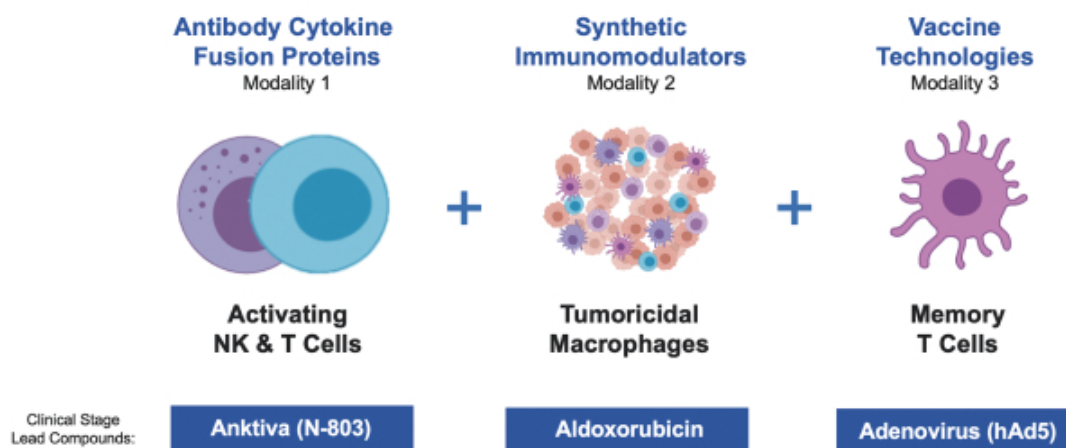 Antibody Cytokine
Fusion Proteins
Modality 1
Synthetic
Immunomodulators
Modality 2
Vaccine
Technologies
Modality 3
+
+
Activating
NK & T Cells
Tumoricidal
Macrophages
Memory
T Cells
Clinical Stage
Lead Compounds:
Anktiva (N-803)
Aldoxorubicin
Adenovirus (hAd5)